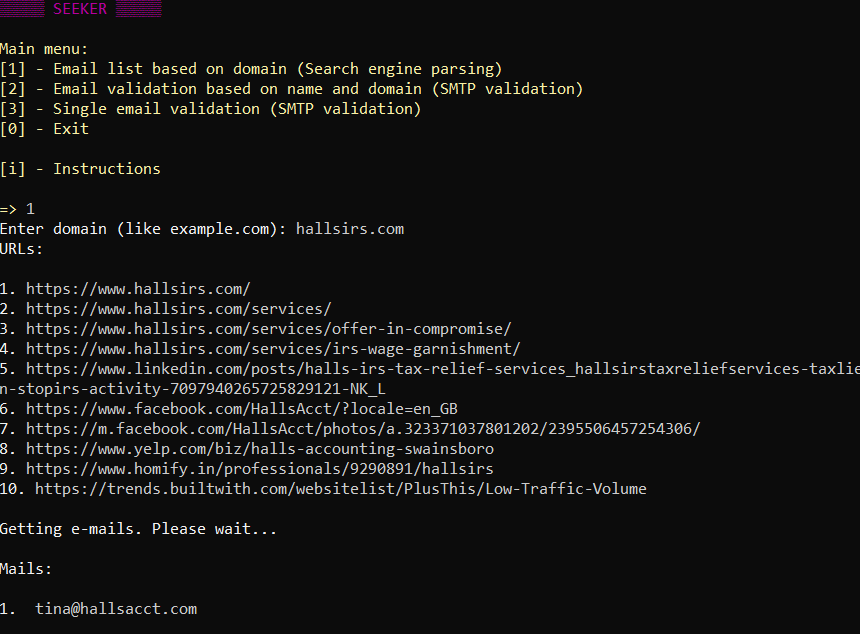 SEEKER
Main menu:
[1] - Email list based on domain (Search engine parsing)
[2] - Email validation based on name and domain (SMTP validation)
[3] - Single email validation (SMTP validation)
[0] - Exit
[i] - Instructions
=> 1
Enter domain (like example.com): hallsirs.com
URLs:
1. https://www.hallsirs.com/
2. https://www.hallsirs.com/services/
3. https://www.hallsirs.com/services/offer-in-compromise/
4. https://www.hallsirs.com/services/irs-wage-garnishment/
5. https://www.linkedin.com/posts/halls-irs-tax-relief-services_hallsirstaxreliefservices-taxlie
n-stopirs-activity-7097940265725829121-NK_L
6. https://www.facebook.com/HallsAcct/?locale=en_GB
7. https://m.facebook.com/HallsAcct/photos/a.323371037801202/2395506457254306/
8. https://www.yelp.com/biz/halls-accounting-swainsboro
9. https://www.homify.in/professionals/9290891/hallsirs
10. https://trends.builtwith.com/websitelist/PlusThis/Low-Traffic-Volume
Getting e-mails. Please wait...
Mails:
1.  tina@hallsacct.com